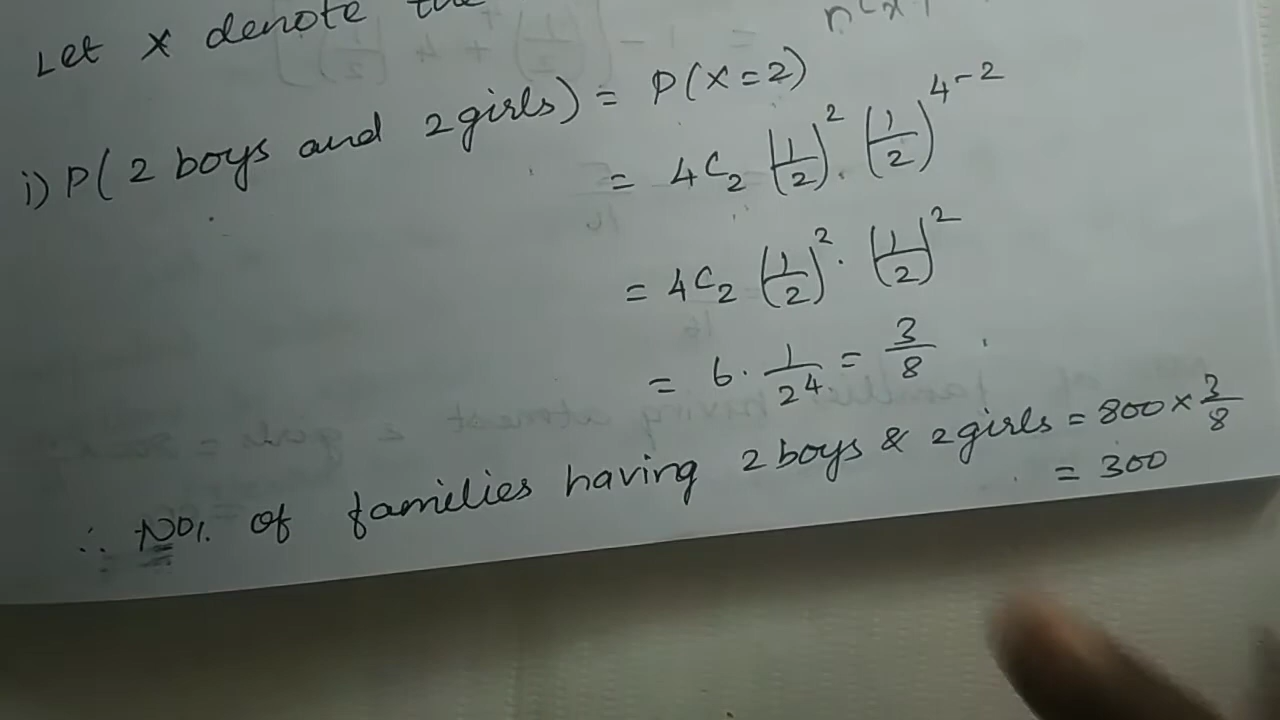 Let x denote the
i) P(2 boys and 2 girls) = P(x=2)
= 4C₂ (1/2)² . (1/2)⁴⁻²
= 4C₂ (1/2)² . (1/2)²
= 6 . 1/2⁴ = 3/8
∴ No. of families having 2 boys & 2 girls = 800 × 3/8
= 300